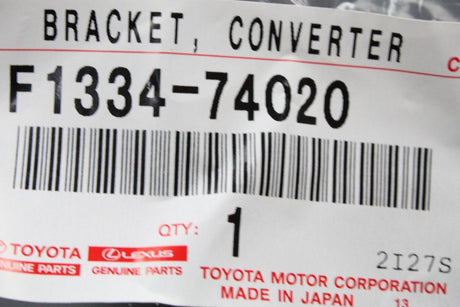 BRACKET, CONVERTER
C
F1334-74020
QTY: 1
TOYOTA LEXUS 2I27S
GENUINE PARTS GENUINE PARTS TOYOTA MOTOR CORPORATION
MADE IN JAPAN 13